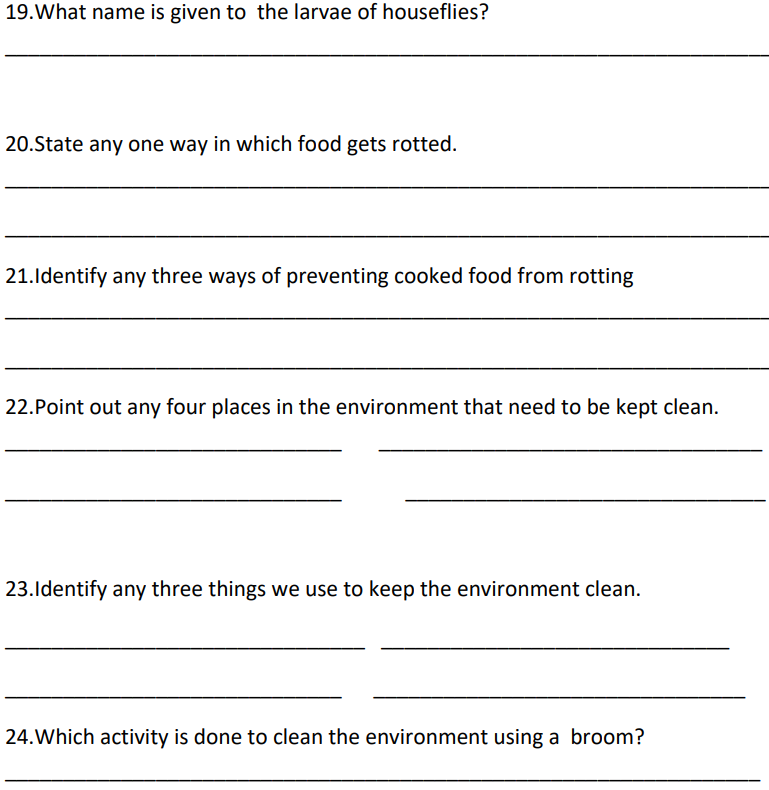 19.What name is given to  the larvae of houseflies?
20.State any one way in which food gets rotted.
21.Identify any three ways of preventing cooked food from rotting
22.Point out any four places in the environment that need to be kept clean.
23.Identify any three things we use to keep the environment clean.
24.Which activity is done to clean the environment using a  broom?